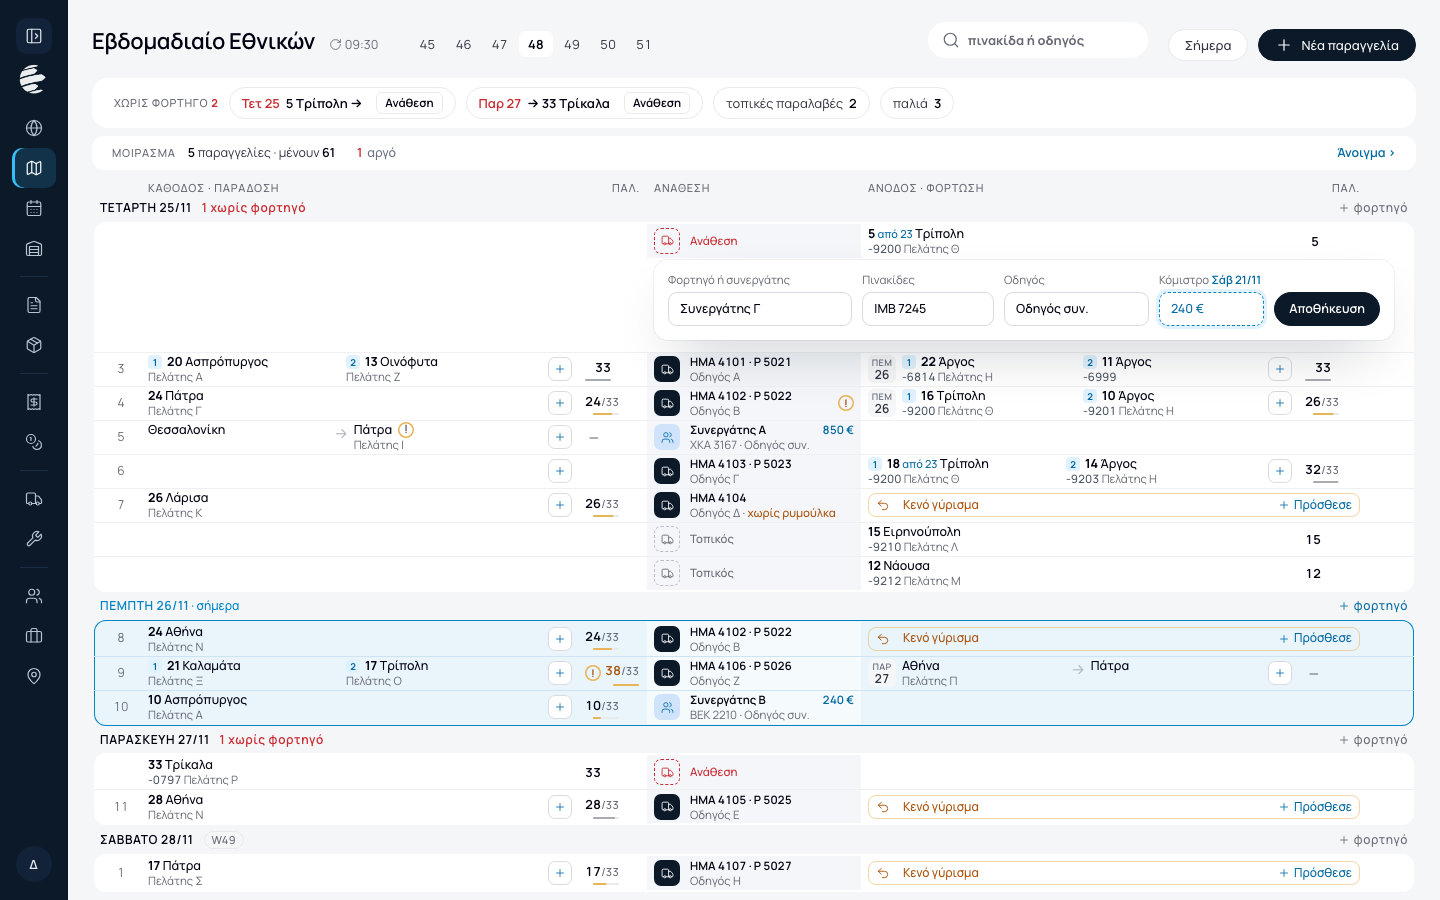 Εβδομαδιαίο Εθνικών 09:30 45 46 47 48 49 50 51 πινακίδα ή οδηγός Σήμερα Νέα παραγγελία
ΧΩΡΙΣ ΦΟΡΤΗΓΟ 2 Τετ 25 5 Τρίπολη → Ανάθεση Παρ 27 → 33 Τρίκαλα Ανάθεση τοπικές παραλαβές 2 παλιά 3
ΜΟΙΡΑΣΜΑ 5 παραγγελίες · μένουν 61 1 αργό Άνοιγμα ›
ΚΑΘΟΔΟΣ · ΠΑΡΑΔΟΣΗ ΠΑΛ. ΑΝΑΘΕΣΗ ΑΝΟΔΟΣ · ΦΟΡΤΩΣΗ ΠΑΛ.
ΤΕΤΑΡΤΗ 25/11 1 χωρίς φορτηγό + φορτηγό
Ανάθεση 5 από 23 Τρίπολη 5
-9200 Πελάτης Θ
Φορτηγό ή συνεργάτης Πινακίδες Οδηγός Κόμιστρο Σάβ 21/11
Συνεργάτης Γ ΙΜΒ 7245 Οδηγός συν. 240 € Αποθήκευση
3 1 20 Ασπρόπυργος 2 13 Οινόφυτα + 33 ΗΜΑ 4101 · Ρ 5021 ΠΕΜ 26 1 22 Άργος 2 11 Άργος + 33
Πελάτης Α Πελάτης Ζ Οδηγός Α -6814 Πελάτης Η -6999
4 24 Πάτρα + 24/33 ΗΜΑ 4102 · Ρ 5022 ΠΕΜ 26 1 16 Τρίπολη 2 10 Άργος + 26/33
Πελάτης Γ Οδηγός Β -9200 Πελάτης Θ -9201 Πελάτης Η
5 Θεσσαλονίκη → Πάτρα + — Συνεργάτης Α 850 €
Πελάτης Ι ΧΚΑ 3167 · Οδηγός συν.
6 + ΗΜΑ 4103 · Ρ 5023 1 18 από 23 Τρίπολη 2 14 Άργος + 32/33
Οδηγός Γ -9200 Πελάτης Θ -9203 Πελάτης Η
7 26 Λάρισα + 26/33 ΗΜΑ 4104 Κενό γύρισμα + Πρόσθεσε
Πελάτης Κ Οδηγός Δ · χωρίς ρυμούλκα
Τοπικός 15 Ειρηνούπολη 15
-9210 Πελάτης Λ
Τοπικός 12 Νάουσα 12
-9212 Πελάτης Μ
ΠΕΜΠΤΗ 26/11 · σήμερα + φορτηγό
8 24 Αθήνα + 24/33 ΗΜΑ 4102 · Ρ 5022 Κενό γύρισμα + Πρόσθεσε
Πελάτης Ν Οδηγός Β
9 1 21 Καλαμάτα 2 17 Τρίπολη + 38/33 ΗΜΑ 4106 · Ρ 5026 ΠΑΡ 27 Αθήνα → Πάτρα + —
Πελάτης Ξ Πελάτης Ο Οδηγός Ζ Πελάτης Π
10 10 Ασπρόπυργος + 10/33 Συνεργάτης Β 240 €
Πελάτης Α ΒΕΚ 2210 · Οδηγός συν.
ΠΑΡΑΣΚΕΥΗ 27/11 1 χωρίς φορτηγό + φορτηγό
33 Τρίκαλα 33 Ανάθεση
-0797 Πελάτης Ρ
11 28 Αθήνα + 28/33 ΗΜΑ 4105 · Ρ 5025 Κενό γύρισμα + Πρόσθεσε
Πελάτης Ν Οδηγός Ε
ΣΑΒΒΑΤΟ 28/11 W49 + φορτηγό
1 17 Πάτρα + 17/33 ΗΜΑ 4107 · Ρ 5027 Κενό γύρισμα + Πρόσθεσε
Πελάτης Σ Οδηγός Η
Δ